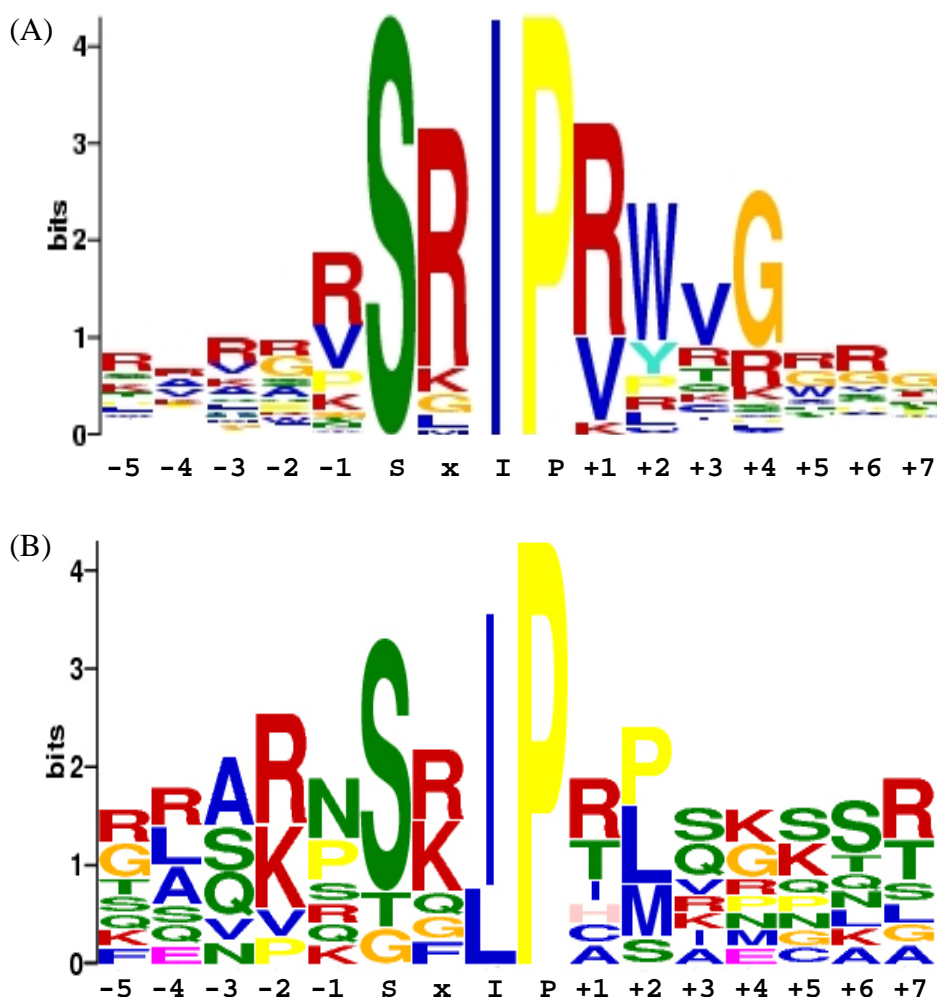 (A)
bits
4
3
2
1
0
R
R
R V
R G
R V P K
S
R K G L
I
P
R V K
W Y P R L
V R T
G R K S
R G W
R G
G
-5 -4 -3 -2 -1 S x I P +1 +2 +3 +4 +5 +6 +7
(B)
bits
4
3
2
1
0
R G T S Q K F
R L A S Q E
A S Q V N
R K V P
N P S R Q K
S T G
R K Q G F
I L
P
R T I H C A
P L M S
S Q V R K I A
K G R P N M E
S K Q P N G C
S T Q N L K A
R T S L G A
-5 -4 -3 -2 -1 S x I P +1 +2 +3 +4 +5 +6 +7